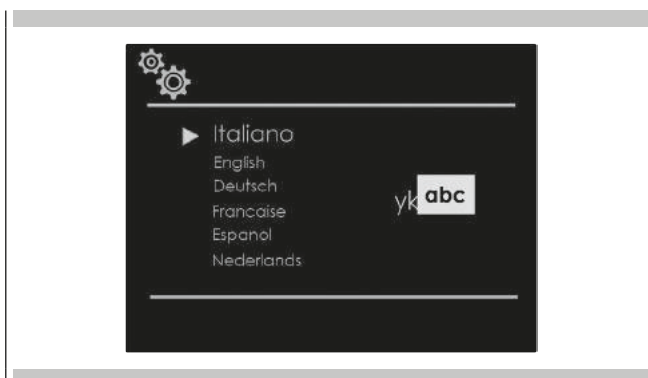 Italiano
English
Deutsch
Francaise
Espanol
Nederlands
yk abc